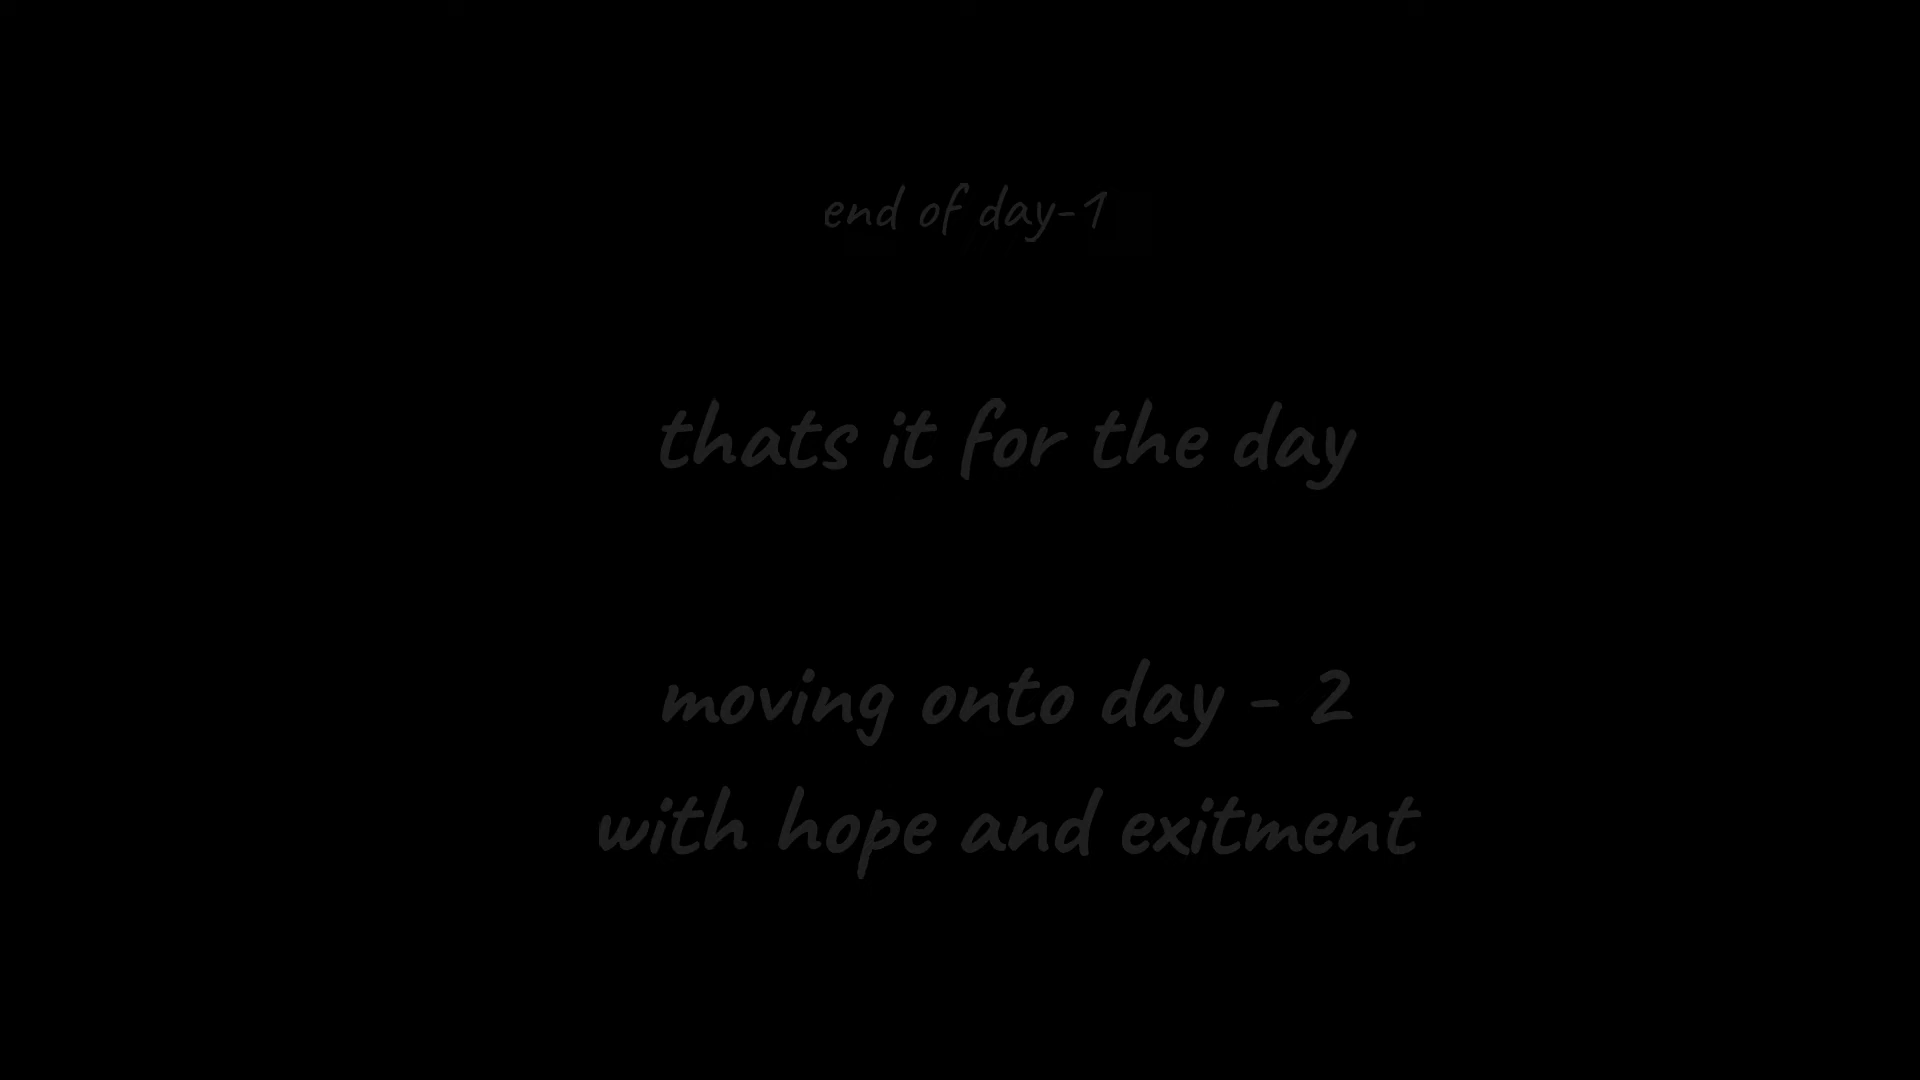 end of day-1
thats it for the day
moving onto day - 2
with hope and exitment